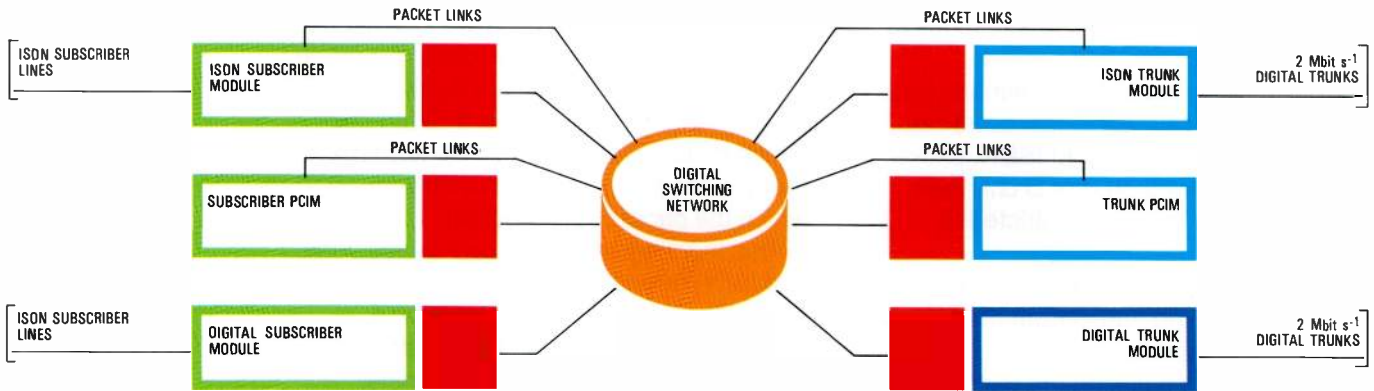 PACKET LINKS
PACKET LINKS
ISDN SUBSCRIBER
LINES
ISDN SUBSCRIBER
MODULE
ISDN TRUNK
MODULE
2 Mbit s⁻¹
DIGITAL TRUNKS
PACKET LINKS
PACKET LINKS
SUBSCRIBER PCIM
DIGITAL
SWITCHING
NETWORK
TRUNK PCIM
ISDN SUBSCRIBER
LINES
DIGITAL SUBSCRIBER
MODULE
DIGITAL TRUNK
MODULE
2 Mbit s⁻¹
DIGITAL TRUNKS